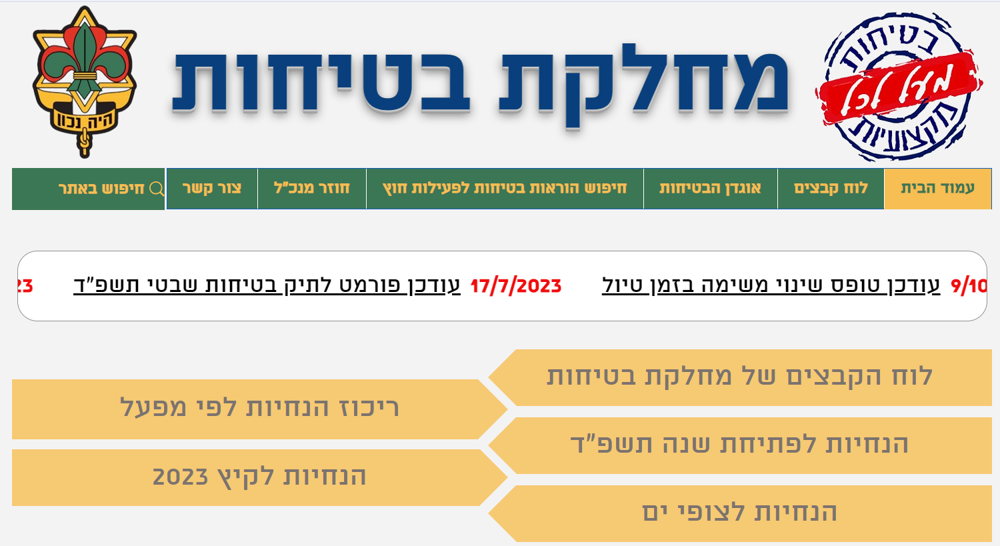 היה נכון
מחלקת בטיחות
בטיחות
מעל לכל
מקצועיות
עמוד הבית
לוח קבצים
אוגדן הבטיחות
חיפוש הוראות בטיחות לפעילות חוץ
חוזר מנכ"ל
צור קשר
חיפוש באתר
9/10 עודכן טופס שינוי משימה בזמן טיול 17/7/2023 עודכן פורמט לתיק בטיחות שבטי תשפ"ד 23
לוח הקבצים של מחלקת בטיחות
ריכוז הנחיות לפי מפעל
הנחיות לפתיחת שנה תשפ"ד
הנחיות לקיץ 2023
הנחיות לצופי ים